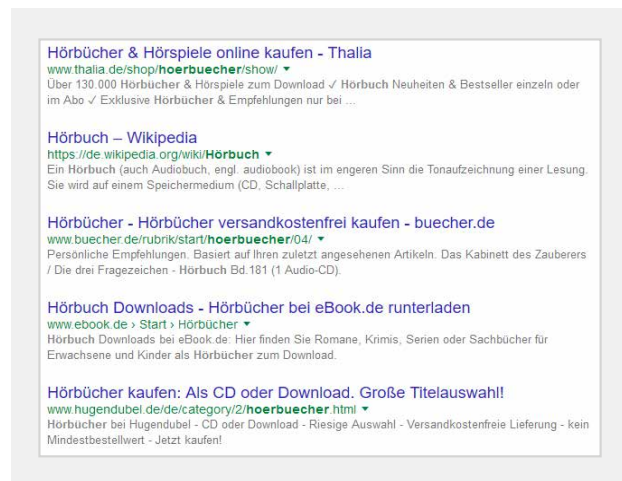 Hörbücher & Hörspiele online kaufen - Thalia
www.thalia.de/shop/hoerbuecher/show/
Über 130.000 Hörbücher & Hörspiele zum Download ✓ Hörbuch Neuheiten & Bestseller einzeln oder
im Abo ✓ Exklusive Hörbücher & Empfehlungen nur bei ...
Hörbuch – Wikipedia
https://de.wikipedia.org/wiki/Hörbuch
Ein Hörbuch (auch Audiobuch, engl. audiobook) ist im engeren Sinn die Tonaufzeichnung einer Lesung.
Sie wird auf einem Speichermedium (CD, Schallplatte, ...
Hörbücher - Hörbücher versandkostenfrei kaufen - buecher.de
www.buecher.de/rubrik/start/hoerbuecher/04/
Persönliche Empfehlungen. Basiert auf Ihren zuletzt angesehenen Artikeln. Das Kabinett des Zauberers
/ Die drei Fragezeichen - Hörbuch Bd.181 (1 Audio-CD).
Hörbuch Downloads - Hörbücher bei eBook.de runterladen
www.ebook.de › Start › Hörbücher
Hörbuch Downloads bei eBook.de: Hier finden Sie Romane, Krimis, Serien oder Sachbücher für
Erwachsene und Kinder als Hörbücher zum Download.
Hörbücher kaufen: Als CD oder Download. Große Titelauswahl!
www.hugendubel.de/de/category/2/hoerbuecher.html
Hörbücher bei Hugendubel - CD oder Download - Riesige Auswahl - Versandkostenfreie Lieferung - kein
Mindestbestellwert - Jetzt kaufen!